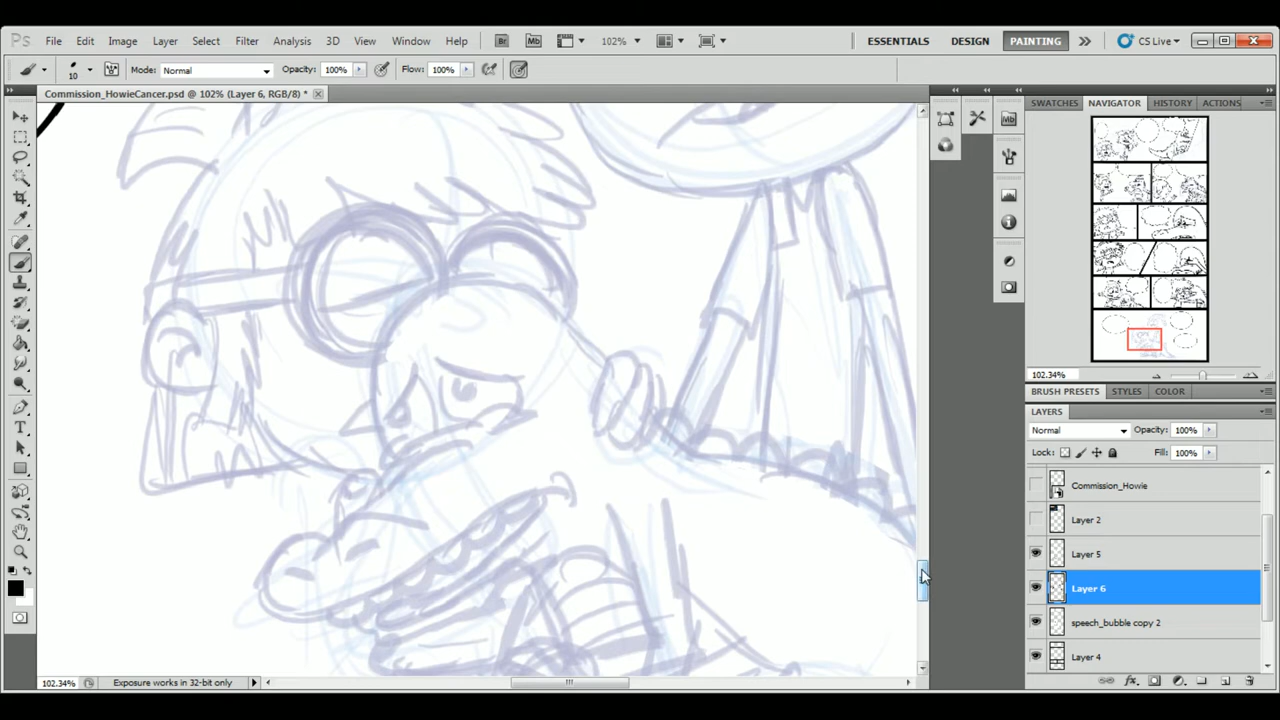 Ps File Edit Image Layer Select Filter Analysis 3D View Window Help Br Mb 102% ESSENTIALS DESIGN PAINTING CS Live
10 Mode: Normal Opacity: 100% Flow: 100%
Commission_HowieCancer.psd @ 102% (Layer 6, RGB/8) *
SWATCHES NAVIGATOR HISTORY ACTIONS
Mb
102.34%
BRUSH PRESETS STYLES COLOR
LAYERS
Normal Opacity: 100%
Lock: Fill: 100%
Commission_Howie
Layer 2
Layer 5
Layer 6
speech_bubble copy 2
Layer 4
102.34% Exposure works in 32-bit only